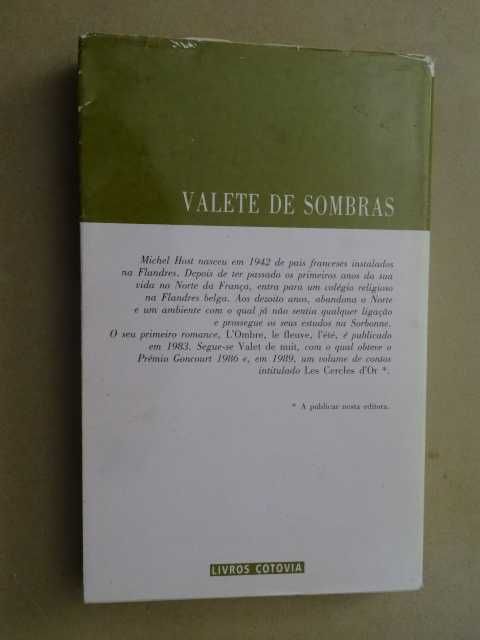 VALETE DE SOMBRAS
Michel Host nasceu em 1942 de pais franceses instalados
na Flandres. Depois de ter passado os primeiros anos da sua
vida no Norte da França, entra para um colégio religioso
na Flandres belga. Aos dezoito anos, abandona o Norte
e um ambiente com o qual já não sentia qualquer ligação
e prossegue os seus estudos na Sorbonne.
O seu primeiro romance, L'Ombre, le fleuve, l'été, é publicado
em 1983. Segue-se Valet de nuit, com o qual obteve o
Prémio Goncourt 1986 e, em 1989, um volume de contos
intitulado Les Cercles d'Or *.
* A publicar nesta editora.
LIVROS COTOVIA